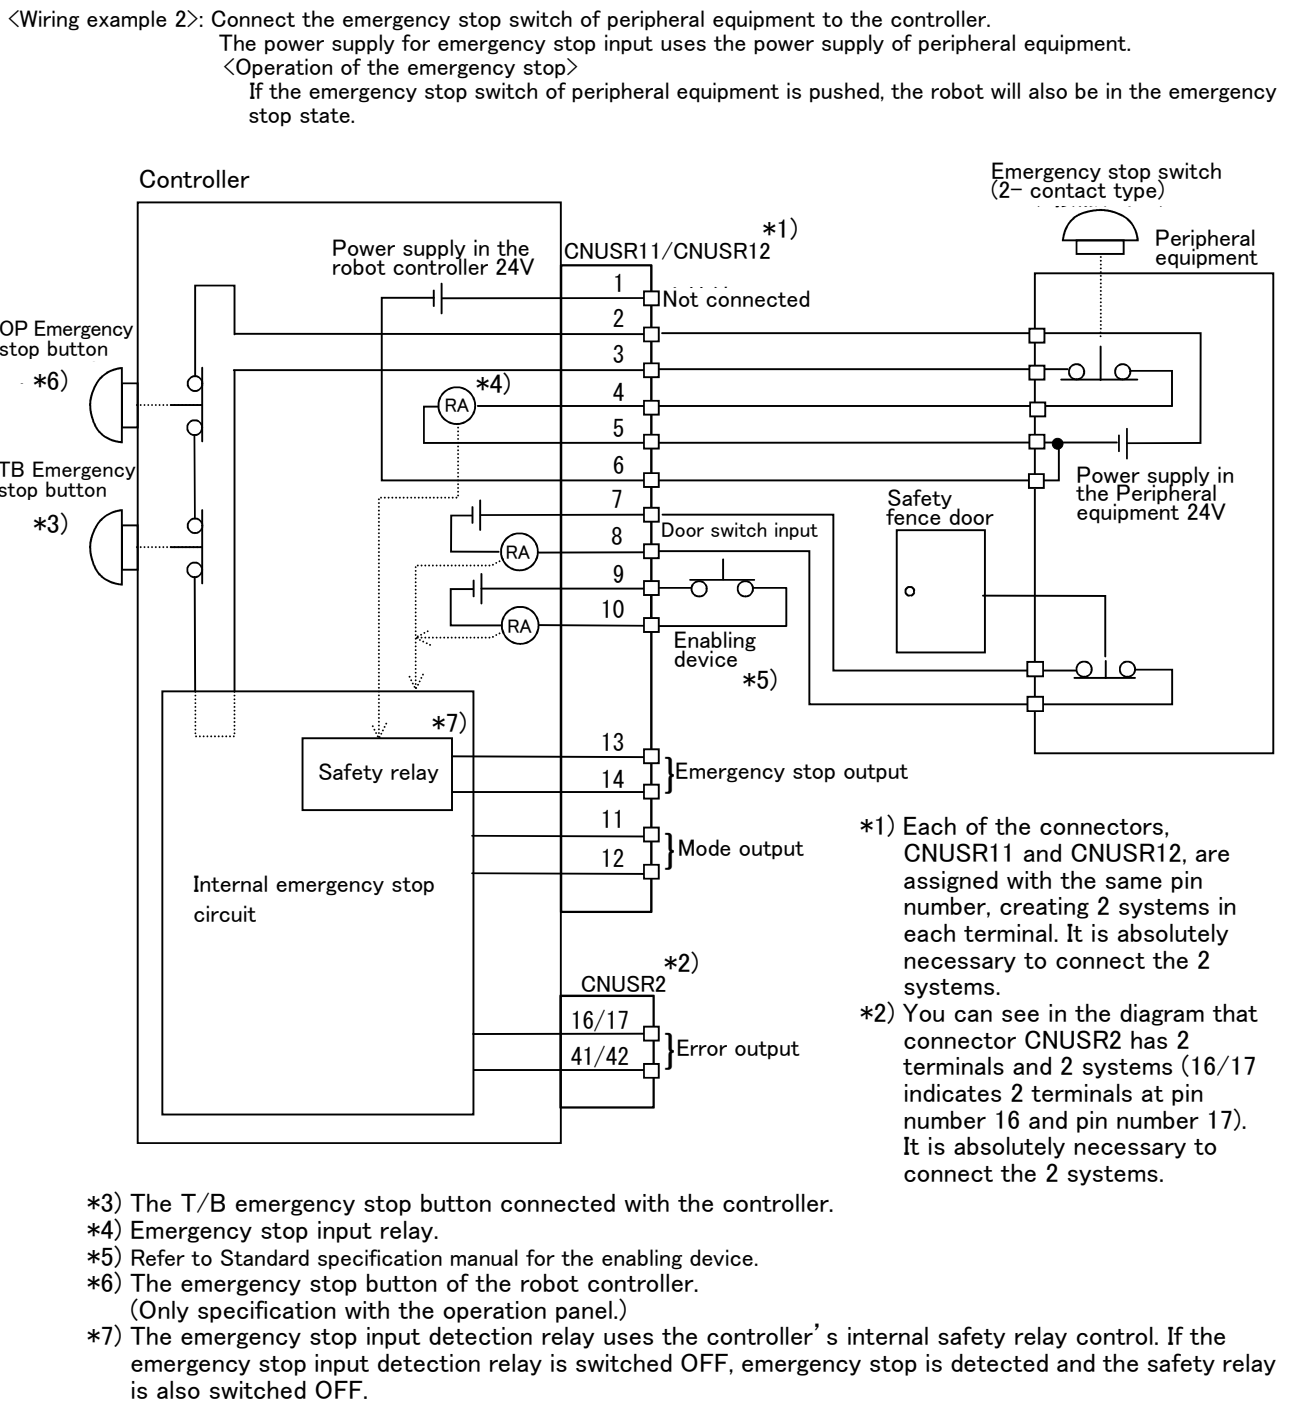 <Wiring example 2>: Connect the emergency stop switch of peripheral equipment to the controller.
The power supply for emergency stop input uses the power supply of peripheral equipment.
<Operation of the emergency stop>
If the emergency stop switch of peripheral equipment is pushed, the robot will also be in the emergency
stop state.
Controller
Emergency stop switch
(2- contact type)
Peripheral
equipment
*1)
CNUSR11/CNUSR12
Power supply in the
robot controller 24V
1
Not connected
2
3
4
5
6
7
8
9
10
OP Emergency
stop button
*6)
RA
*4)
TB Emergency
stop button
*3)
Power supply in
the Peripheral
equipment 24V
Safety
fence door
Door switch input
RA
RA
Enabling
device
*5)
*7)
Safety relay
13
14
Emergency stop output
11
12
Mode output
Internal emergency stop
circuit
*2)
CNUSR2
16/17
41/42
Error output
*1) Each of the connectors,
CNUSR11 and CNUSR12, are
assigned with the same pin
number, creating 2 systems in
each terminal. It is absolutely
necessary to connect the 2
systems.
*2) You can see in the diagram that
connector CNUSR2 has 2
terminals and 2 systems (16/17
indicates 2 terminals at pin
number 16 and pin number 17).
It is absolutely necessary to
connect the 2 systems.
*3) The T/B emergency stop button connected with the controller.
*4) Emergency stop input relay.
*5) Refer to Standard specification manual for the enabling device.
*6) The emergency stop button of the robot controller.
(Only specification with the operation panel.)
*7) The emergency stop input detection relay uses the controller's internal safety relay control. If the
emergency stop input detection relay is switched OFF, emergency stop is detected and the safety relay
is also switched OFF.